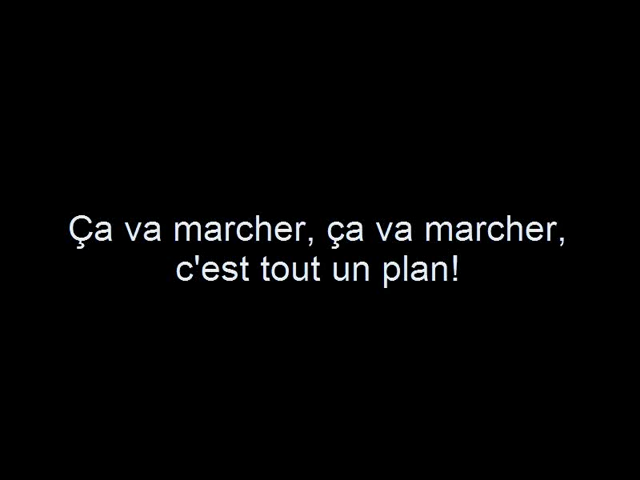 Ça va marcher, ça va marcher,
c'est tout un plan!